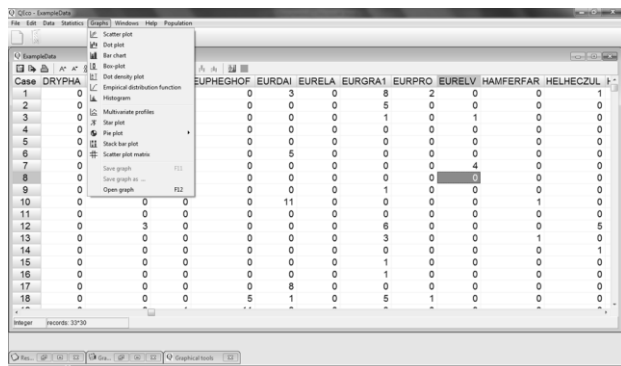 QEco - ExampleData
File Edit Data Statistics Graphs Windows Help Population
ExampleData
Scatter plot
Dot plot
Bar chart
Box-plot
Dot density plot
Empirical distribution function
Histogram
Multivariate profiles
Star plot
Pie plot
Stack bar plot
Scatter plot matrix
Save graph F11
Save graph as ...
Open graph F12
Case DRYPHA EUPHEGHOF EURDAI EURELA EURGRA1 EURPRO EURELV HAMFERFAR HELHECZUL
1 0 0 3 0 8 2 0 0 1
2 0 0 0 0 5 0 0 0 0
3 0 0 0 0 1 0 1 0 0
4 0 0 0 0 0 0 0 0 0
5 0 0 0 0 0 0 0 0 0
6 0 0 5 0 0 0 0 0 0
7 0 0 0 0 0 0 4 0 0
8 0 0 0 0 0 0 0 0 0
9 0 0 0 0 1 0 0 0 0
10 0 0 0 0 11 0 0 0 0 1 0
11 0 0 0 0 0 0 0 0 0 0 0
12 0 3 0 0 0 0 6 0 0 0 5
13 0 0 0 0 0 0 3 0 0 1 0
14 0 0 0 0 0 0 0 0 0 0 1
15 0 0 0 0 0 0 1 0 0 0 0
16 0 0 0 0 0 0 1 0 0 0 0
17 0 0 0 0 8 0 0 0 0 0 0
18 0 0 0 5 1 0 5 1 0 0 0
Integer records: 33*30
Res... Gra... Graphical tools